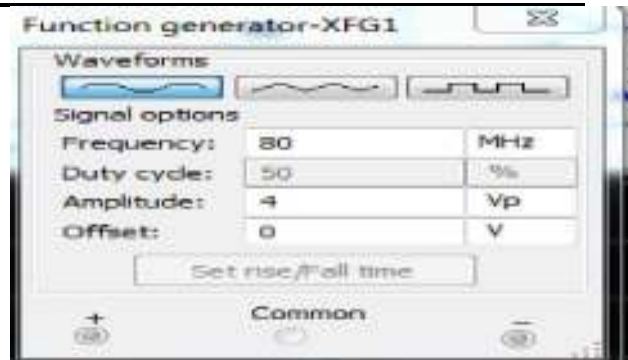 Function generator-XFG1
Waveforms
Signal options
Frequency: 80 MHz
Duty cycle: 50 %
Amplitude: 4 Vp
Offset: 0 V
Set rise/Fall time
+ Common −